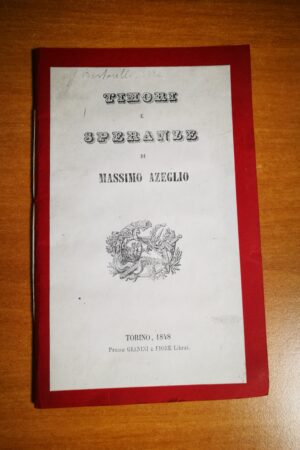 TIMORI
E
SPERANZE
DI
MASSIMO AZEGLIO
TORINO, 1848
Presso GIANINI e FIORE Librai.